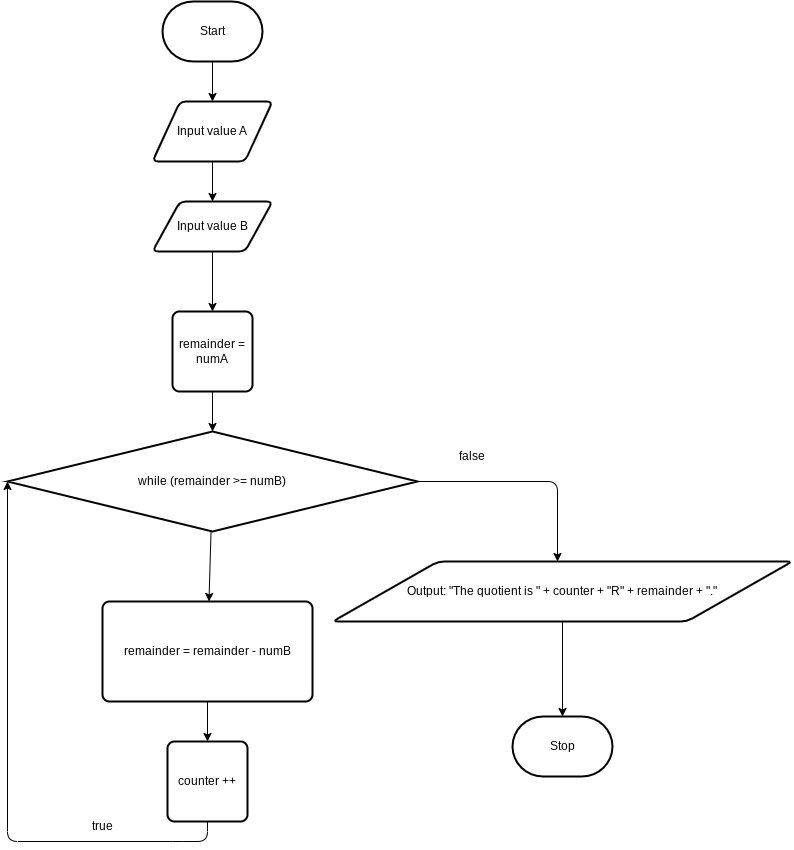 Start
Input value A
Input value B
remainder =
numA
while (remainder >= numB)
false
remainder = remainder - numB
Output: "The quotient is " + counter + "R" + remainder + "."
counter ++
Stop
true